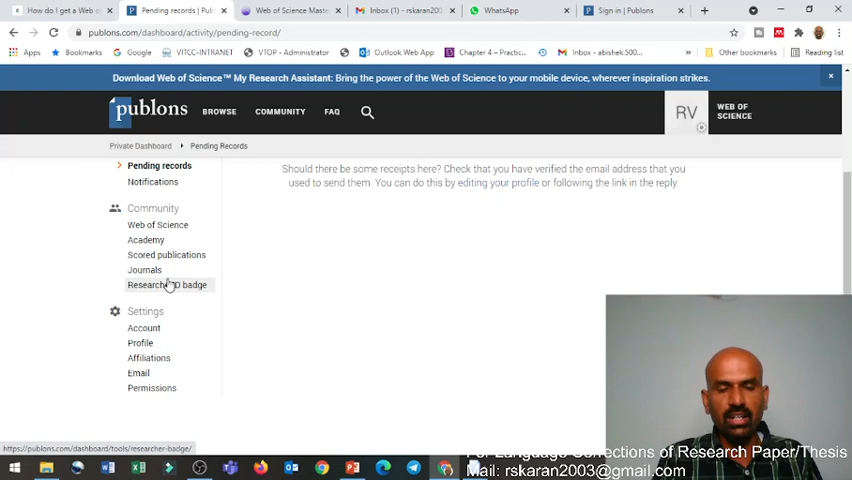 How do I get a Web o
Pending records | Pub
Web of Science Maste
Inbox (1) - rskaran2003
WhatsApp
Sign in | Publons
publons.com/dashboard/activity/pending-record/
Apps
Bookmarks
Google
VITCC-INTRANET
VTOP - Administrator
Outlook Web App
Chapter 4 – Practic...
M Inbox - abishek.500...
»
Other bookmarks
Reading list
Download Web of Science™ My Research Assistant: Bring the power of the Web of Science to your mobile device, wherever inspiration strikes.
publons
BROWSE
COMMUNITY
FAQ
RV
WEB OF
SCIENCE
Private Dashboard
Pending Records
Pending records
Notifications
Should there be some receipts here? Check that you have verified the email address that you
used to send them. You can do this by editing your profile or following the link in the reply.
Community
Web of Science
Academy
Scored publications
Journals
badge
Settings
Account
Profile
Affiliations
Email
Permissions
https://publons.com/dashboard/tools/researcher-badge/
For Language Corrections of Research Paper/Thesis
Mail: rskaran2003@gmail.com